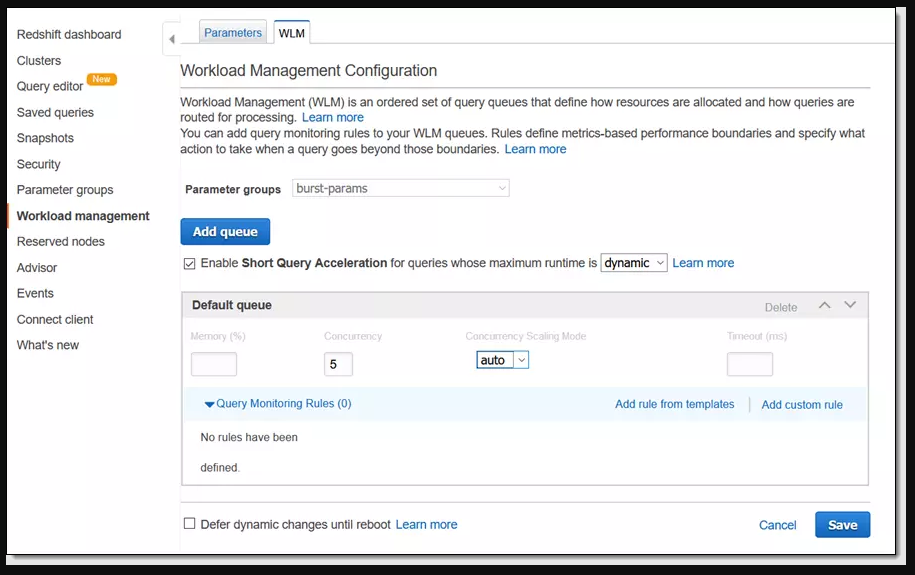 Redshift dashboard
Clusters
Query editor New
Saved queries
Snapshots
Security
Parameter groups
Workload management
Reserved nodes
Advisor
Events
Connect client
What's new
Parameters WLM
Workload Management Configuration
Workload Management (WLM) is an ordered set of query queues that define how resources are allocated and how queries are
routed for processing. Learn more
You can add query monitoring rules to your WLM queues. Rules define metrics-based performance boundaries and specify what
action to take when a query goes beyond those boundaries. Learn more
Parameter groups burst-params
Add queue
Enable Short Query Acceleration for queries whose maximum runtime is dynamic Learn more
Default queue Delete
Memory (%) Concurrency Concurrency Scaling Mode Timeout (ms)
5 auto
Query Monitoring Rules (0) Add rule from templates Add custom rule
No rules have been
defined.
Defer dynamic changes until reboot Learn more Cancel Save